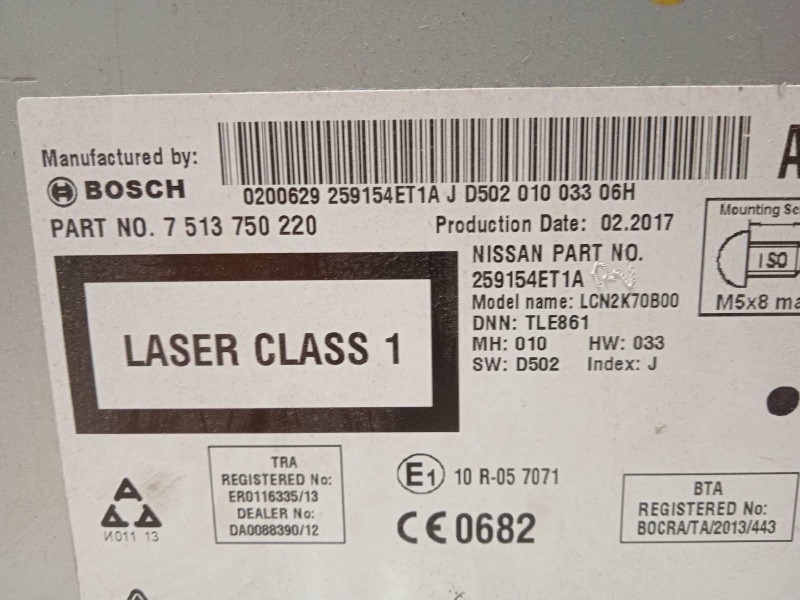 Manufactured by:
BOSCH
0200629 259154ET1A J D502 010 033 06H
PART NO. 7 513 750 220
Production Date: 02.2017
NISSAN PART NO.
259154ET1A
Model name: LCN2K70B00
DNN: TLE861
MH: 010 HW: 033
SW: D502 Index: J
LASER CLASS 1
Mounting Sc
ISO
M5x8 ma
TRA
REGISTERED No:
ER0116335/13
DEALER No:
DA0088390/12
E1 10 R-05 7071
CE 0682
BTA
REGISTERED No:
BOCRA/TA/2013/443
И011 13